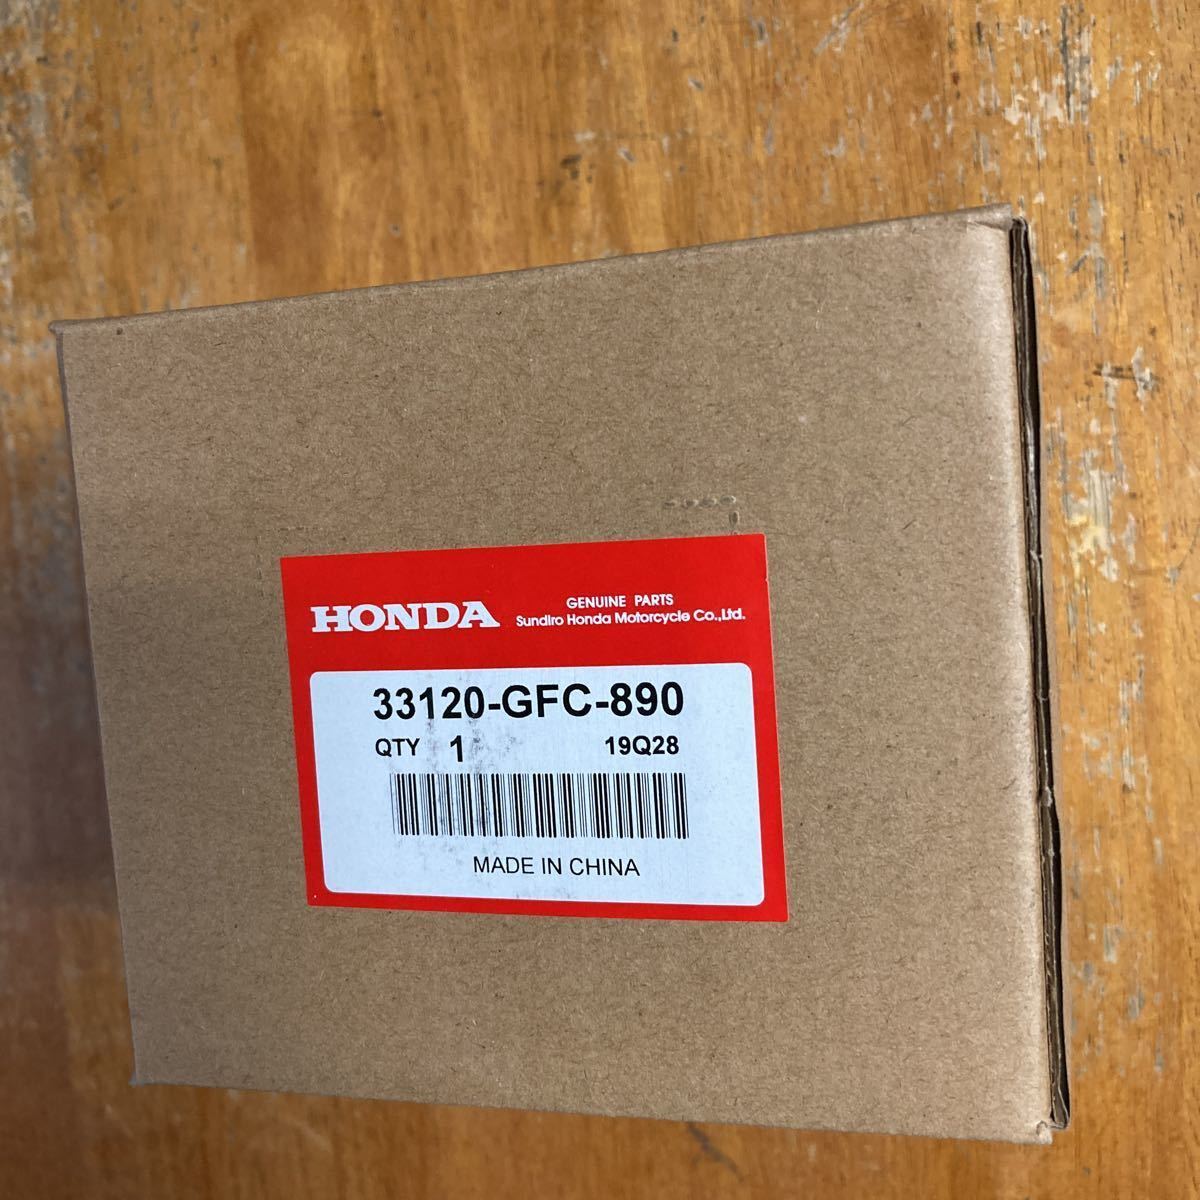 HONDA
GENUINE PARTS
Sundiro Honda Motorcycle Co.,Ltd.
33120-GFC-890
QTY 1 19Q28
MADE IN CHINA